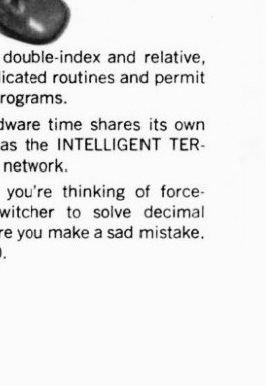 double-index and relative,
licated routines and permit
rograms.
dware time shares its own
as the INTELLIGENT TER-
network.
you're thinking of force-
witcher to solve decimal
re you make a sad mistake.
).